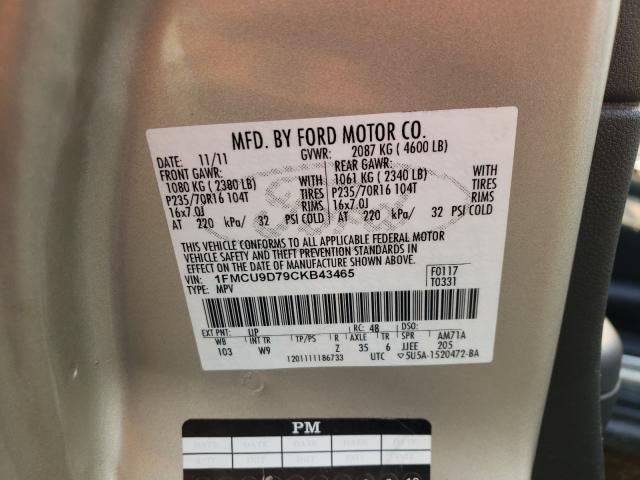 MFD. BY FORD MOTOR CO.
DATE: 11/11 GVWR: 2087 KG ( 4600 LB)
FRONT GAWR: REAR GAWR:
1080 KG ( 2380 LB) WITH 1061 KG ( 2340 LB) WITH
P235/70R16 104T TIRES P235/70R16 104T TIRES
16x7.0J RIMS 16x7.0J RIMS
AT 220 kPa/ 32 PSI COLD AT 220 kPa/ 32 PSI COLD
THIS VEHICLE CONFORMS TO ALL APPLICABLE FEDERAL MOTOR
VEHICLE SAFETY AND THEFT PREVENTION STANDARDS IN
EFFECT ON THE DATE OF MANUFACTURE SHOWN ABOVE.
VIN: 1FMCU9D79CKB43465 F0117
TYPE: MPV T0331
EXT PNT: UP RC: 48 DSO:
WB INT TR TP/PS R AXLE TR SPR AM71A
103 W9 Z 35 6 JJEE 205
1201111186733 UTC SU5A-1520472-BA
PM
DATE DATE DATE DATE DATE